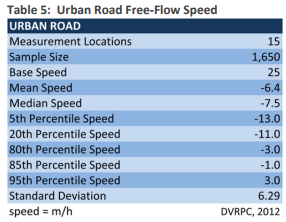 Table 5: Urban Road Free-Flow Speed
URBAN ROAD
Measurement Locations 15
Sample Size 1,650
Base Speed 25
Mean Speed -6.4
Median Speed -7.5
5th Percentile Speed -13.0
20th Percentile Speed -11.0
80th Percentile Speed -3.0
85th Percentile Speed -1.0
95th Percentile Speed 3.0
Standard Deviation 6.29
speed = m/h DVRPC, 2012